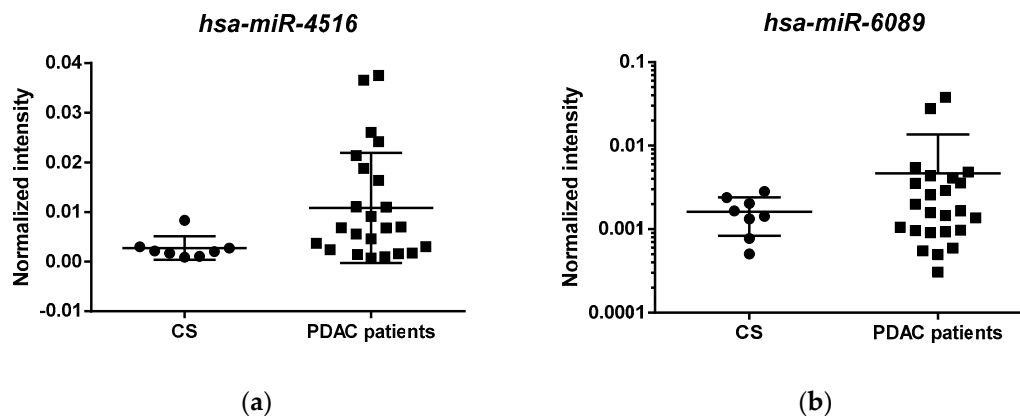 hsa-miR-4516
Normalized intensity
0.04
0.03
0.02
0.01
0.00
-0.01
CS
PDAC patients
(a)
hsa-miR-6089
Normalized intensity
0.1
0.01
0.001
0.0001
CS
PDAC patients
(b)